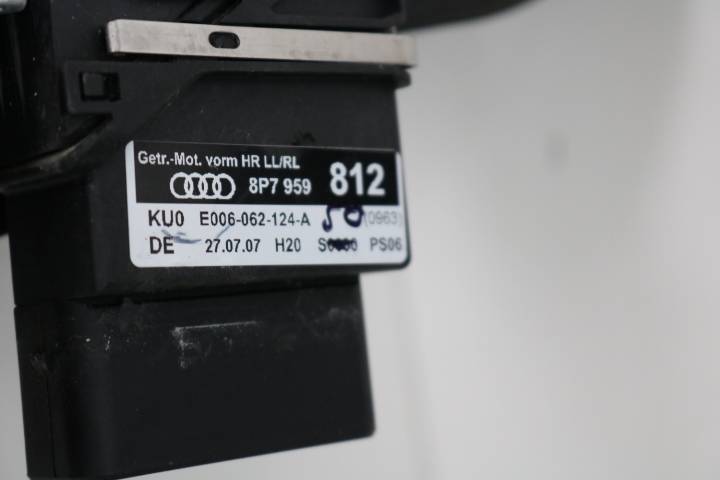 Getr.-Mot. vorm HR LL/RL
8P7 959 812
KU0 E006-062-124-A 50 (0963)
DE 27.07.07 H20 PS06